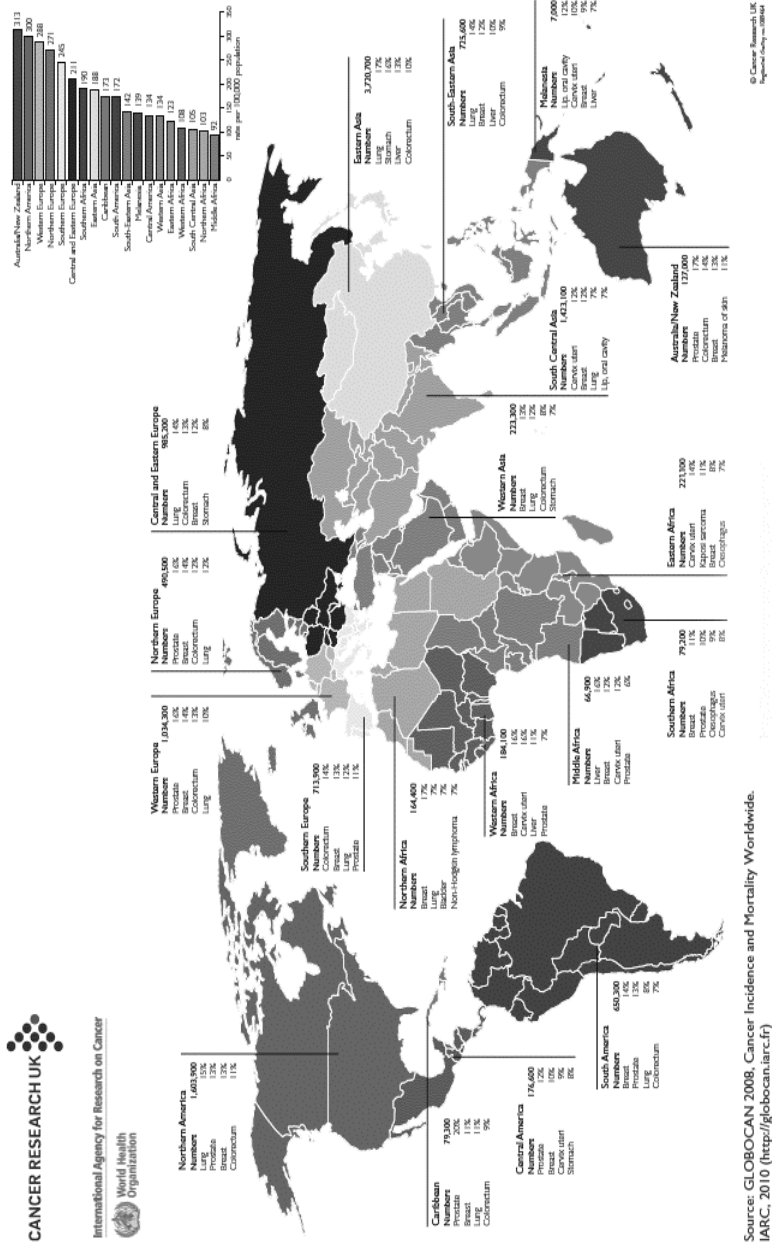 CANCER RESEARCH UK
International Agency for Research on Cancer
World Health
Organization
Northern America
Numbers 1,603,900
Lung 15%
Prostate 13%
Breast 13%
Colorectum 11%
Caribbean
Numbers 79,300
Prostate 20%
Breast 11%
Lung 11%
Colorectum 9%
Central America
Numbers 176,600
Prostate 12%
Breast 10%
Cervix uteri 9%
Stomach 8%
South America
Numbers 650,300
Breast 14%
Prostate 13%
Lung 8%
Colorectum 7%
Western Europe
Numbers 1,034,300
Prostate 16%
Breast 14%
Colorectum 13%
Lung 10%
Southern Europe
Numbers 713,900
Colorectum 14%
Breast 13%
Lung 12%
Prostate 11%
Northern Africa
Numbers 164,400
Breast 17%
Lung 7%
Bladder 7%
Non-Hodgkin lymphoma 7%
Western Africa
Numbers 184,100
Breast 16%
Cervix uteri 16%
Liver 11%
Prostate 7%
Middle Africa
Numbers 66,900
Liver 16%
Breast 12%
Cervix uteri 12%
Prostate 6%
Southern Africa
Numbers 79,200
Breast 11%
Prostate 10%
Oesophagus 9%
Cervix uteri 8%
Northern Europe
Numbers 490,500
Prostate 16%
Breast 14%
Colorectum 12%
Lung 12%
Central and Eastern Europe
Numbers 985,200
Lung 14%
Colorectum 13%
Breast 12%
Stomach 8%
Western Asia
Numbers 223,300
Breast 13%
Lung 12%
Colorectum 8%
Stomach 7%
Eastern Africa
Numbers 221,100
Cervix uteri 14%
Kaposi sarcoma 11%
Breast 8%
Oesophagus 7%
South Central Asia
Numbers 1,423,100
Cervix uteri 12%
Breast 12%
Lung 7%
Lip, oral cavity 7%
Australia/New Zealand
Numbers 127,000
Prostate 17%
Colorectum 14%
Breast 13%
Melanoma of skin 11%
Eastern Asia
Numbers 3,720,700
Lung 17%
Stomach 16%
Liver 13%
Colorectum 10%
South-Eastern Asia
Numbers 725,600
Lung 14%
Breast 12%
Liver 10%
Colorectum 9%
Melanesia
Numbers 7,000
Lip, oral cavity 12%
Cervix uteri 10%
Breast 9%
Liver 7%
Australia/New Zealand 313
Northern America 300
Western Europe 288
Northern Europe 271
Southern Europe 245
Central and Eastern Europe 211
Southern Africa 190
Eastern Asia 188
Caribbean 173
South America 172
South-Eastern Asia 142
Melanesia 139
Central America 134
Western Asia 134
Eastern Africa 123
Western Africa 108
South Central Asia 105
Northern Africa 103
Middle Africa 92
0 50 100 150 200 250 300 350
rate per 100,000 population
Source: GLOBOCAN 2008, Cancer Incidence and Mortality Worldwide.
IARC, 2010 (http://globocan.iarc.fr)
© Cancer Research UK